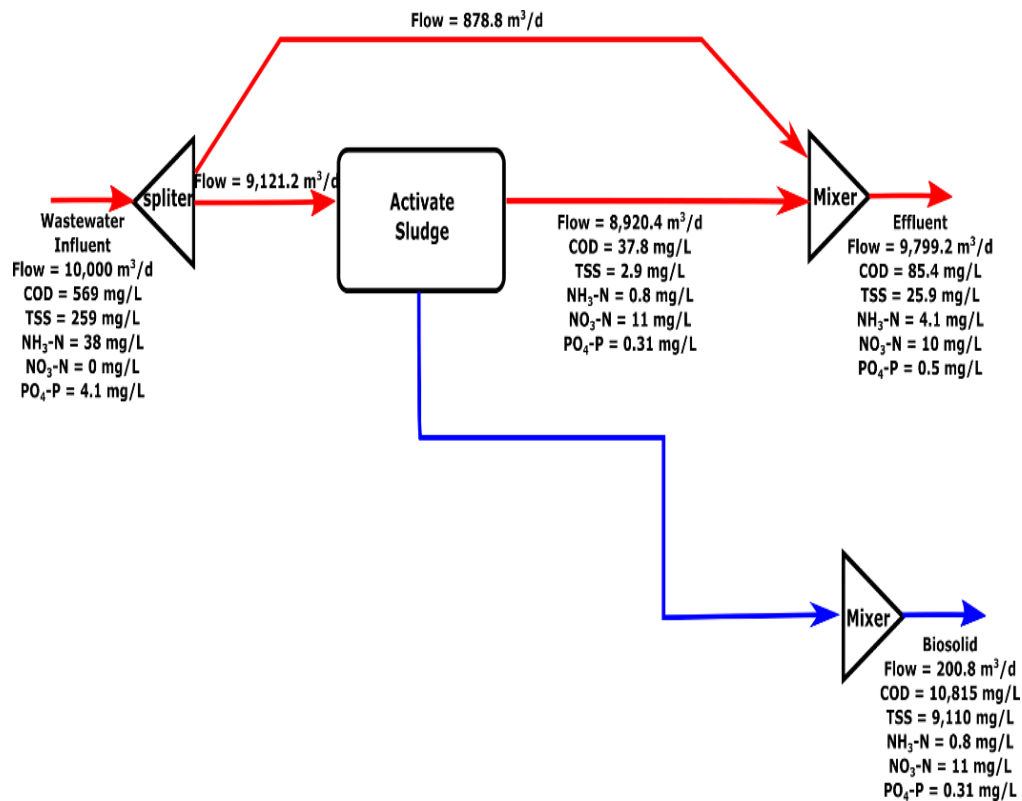 Flow = 878.8 m³/d
spliter
Flow = 9,121.2 m³/d
Activate
Sludge
Mixer
Wastewater
Influent
Flow = 10,000 m³/d
COD = 569 mg/L
TSS = 259 mg/L
NH₃-N = 38 mg/L
NO₃-N = 0 mg/L
PO₄-P = 4.1 mg/L
Flow = 8,920.4 m³/d
COD = 37.8 mg/L
TSS = 2.9 mg/L
NH₃-N = 0.8 mg/L
NO₃-N = 11 mg/L
PO₄-P = 0.31 mg/L
Effluent
Flow = 9,799.2 m³/d
COD = 85.4 mg/L
TSS = 25.9 mg/L
NH₃-N = 4.1 mg/L
NO₃-N = 10 mg/L
PO₄-P = 0.5 mg/L
Mixer
Biosolid
Flow = 200.8 m³/d
COD = 10,815 mg/L
TSS = 9,110 mg/L
NH₃-N = 0.8 mg/L
NO₃-N = 11 mg/L
PO₄-P = 0.31 mg/L